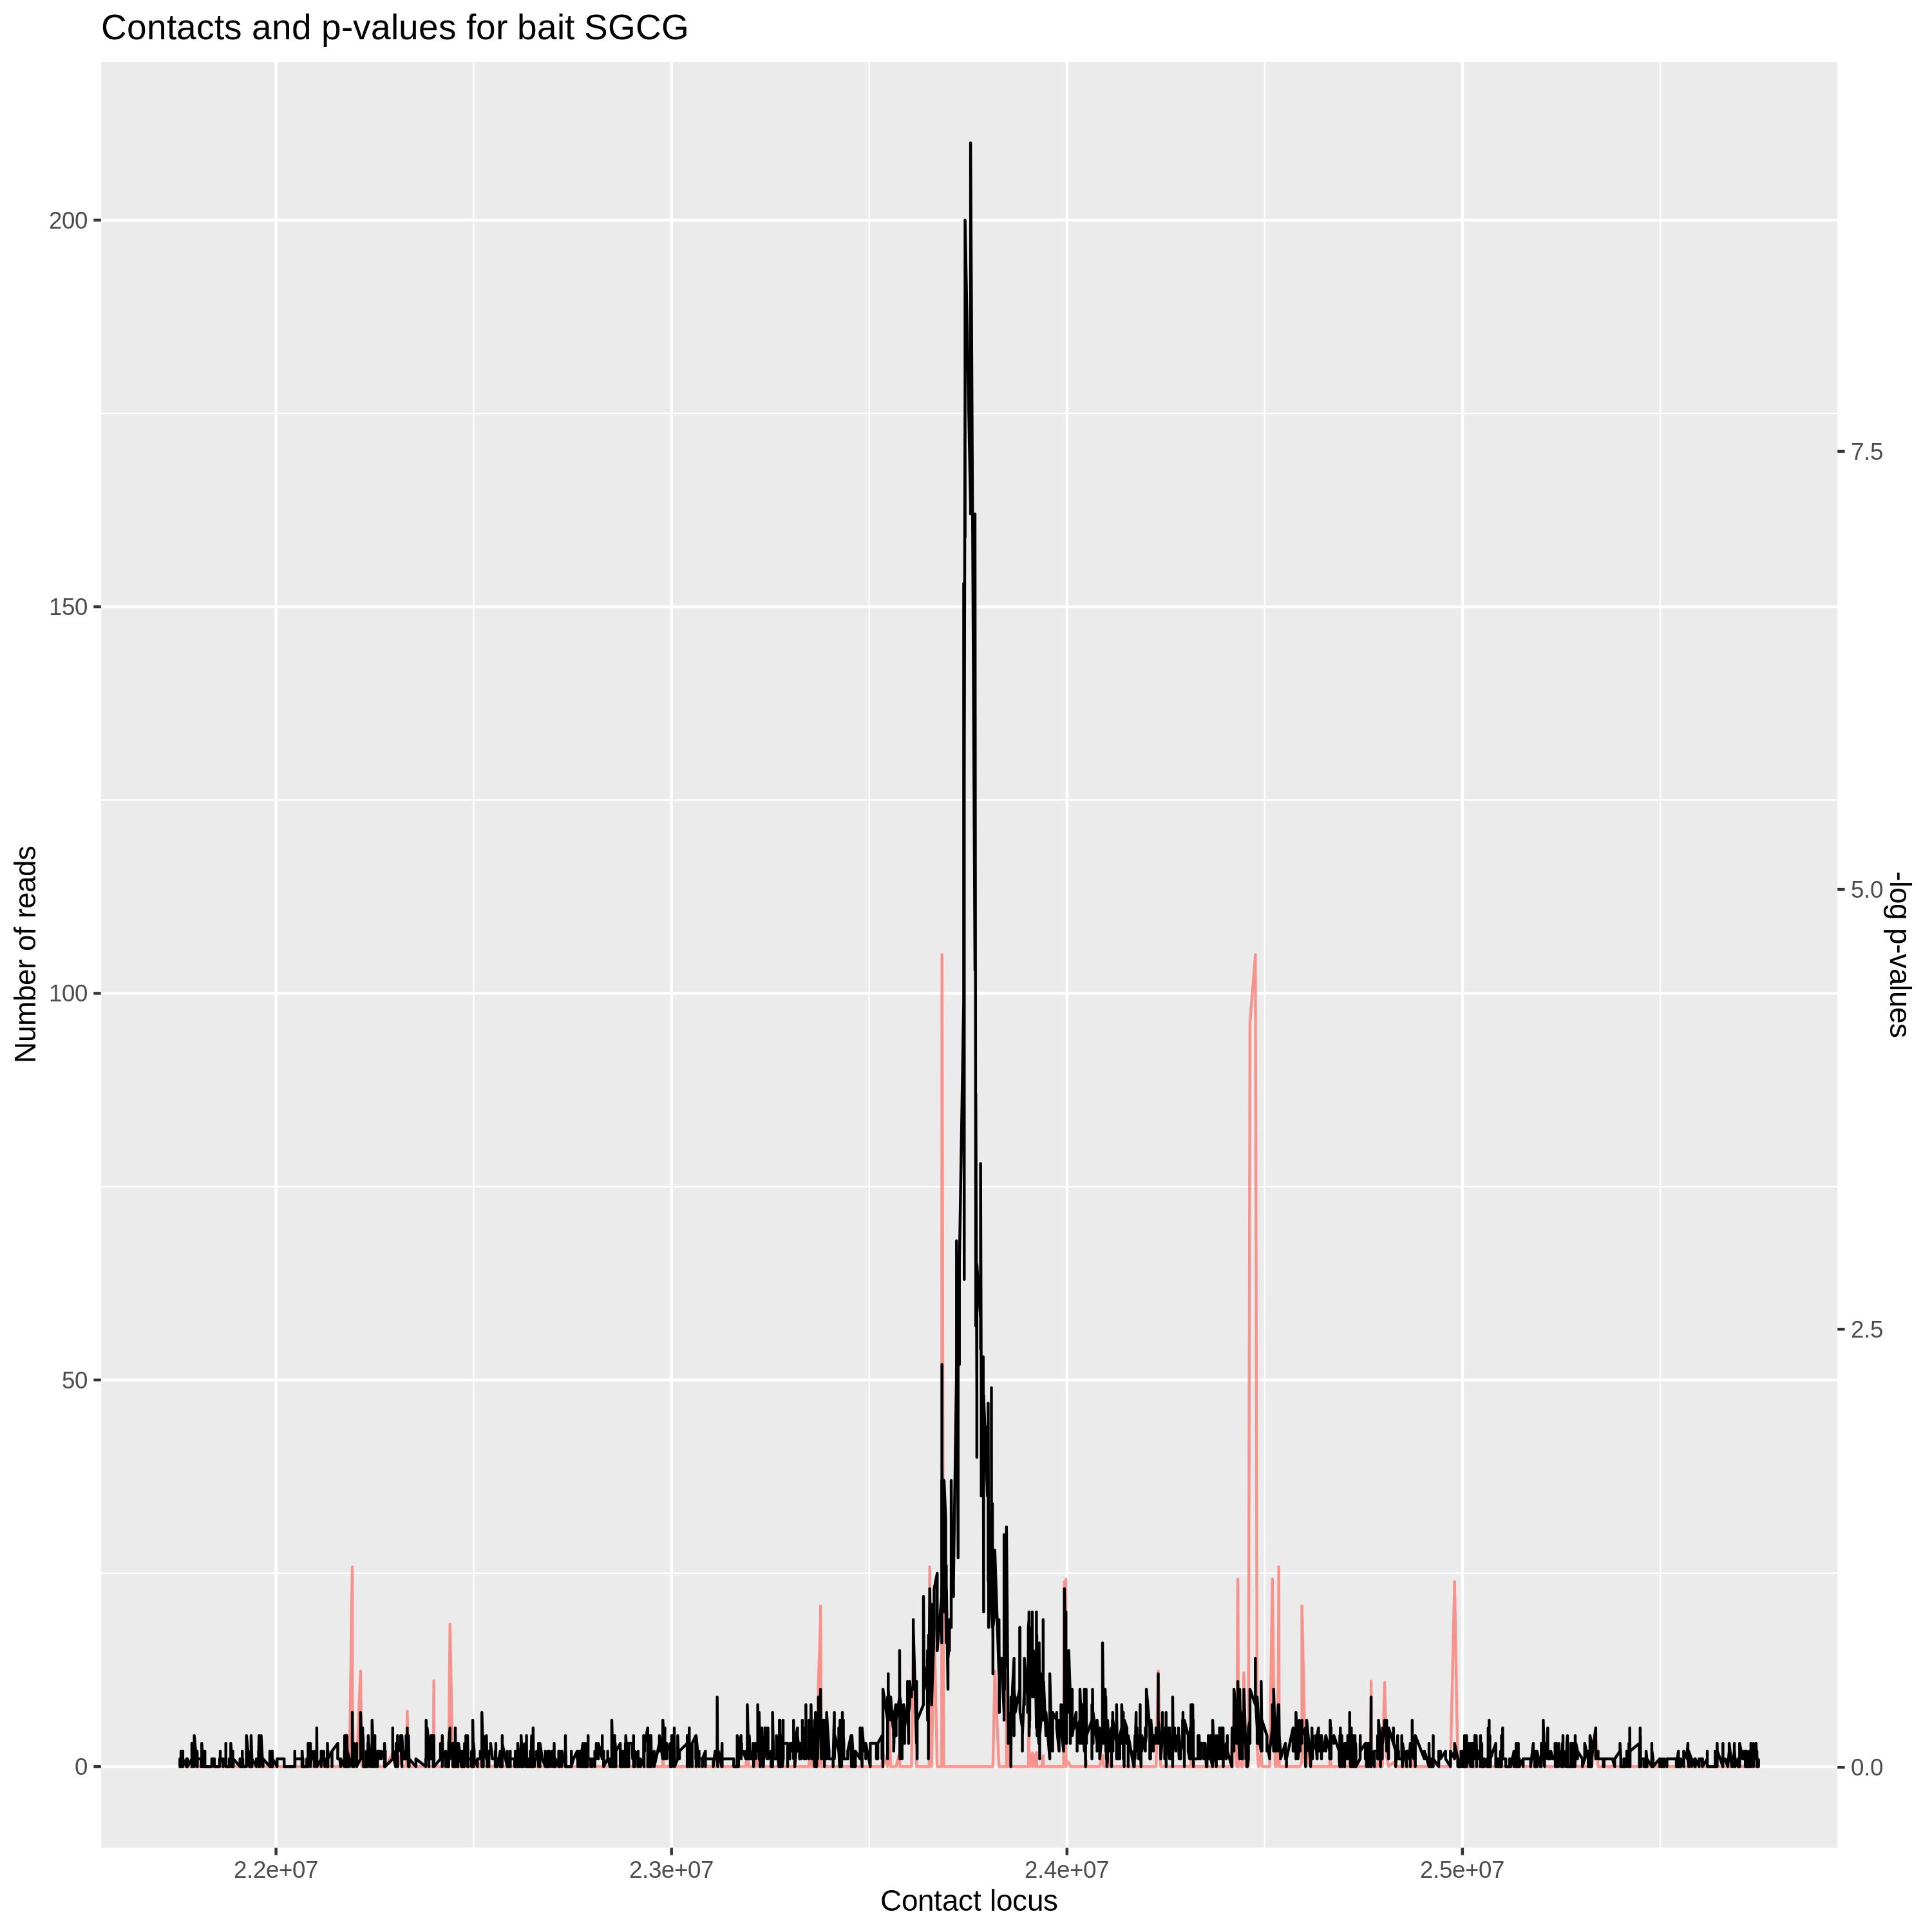 Contacts and p-values for bait SGCG
200
150
100
50
0
Number of reads
7.5
5.0
2.5
0.0
-log p-values
2.2e+07
2.3e+07
2.4e+07
2.5e+07
Contact locus